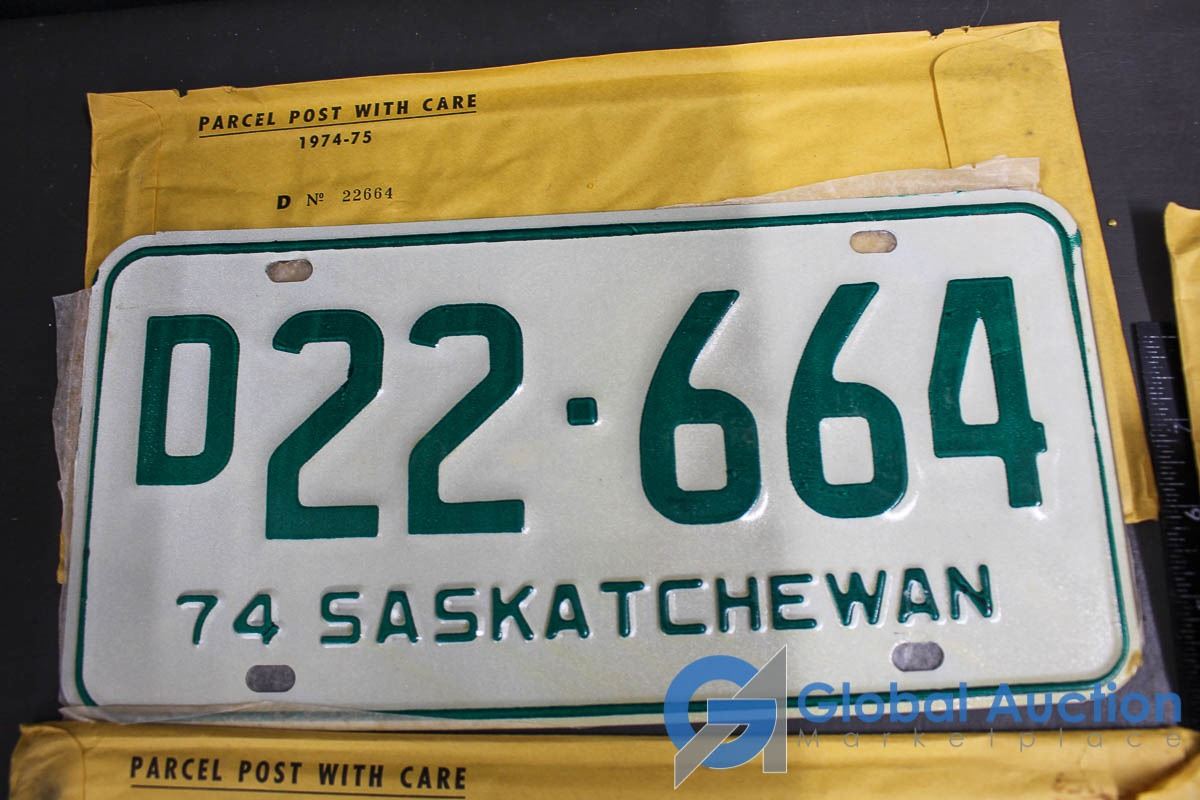 PARCEL POST WITH CARE
1974-75
D Nº 22664
D22·664
74 SASKATCHEWAN
Global Auction
Marketplace
PARCEL POST WITH CARE